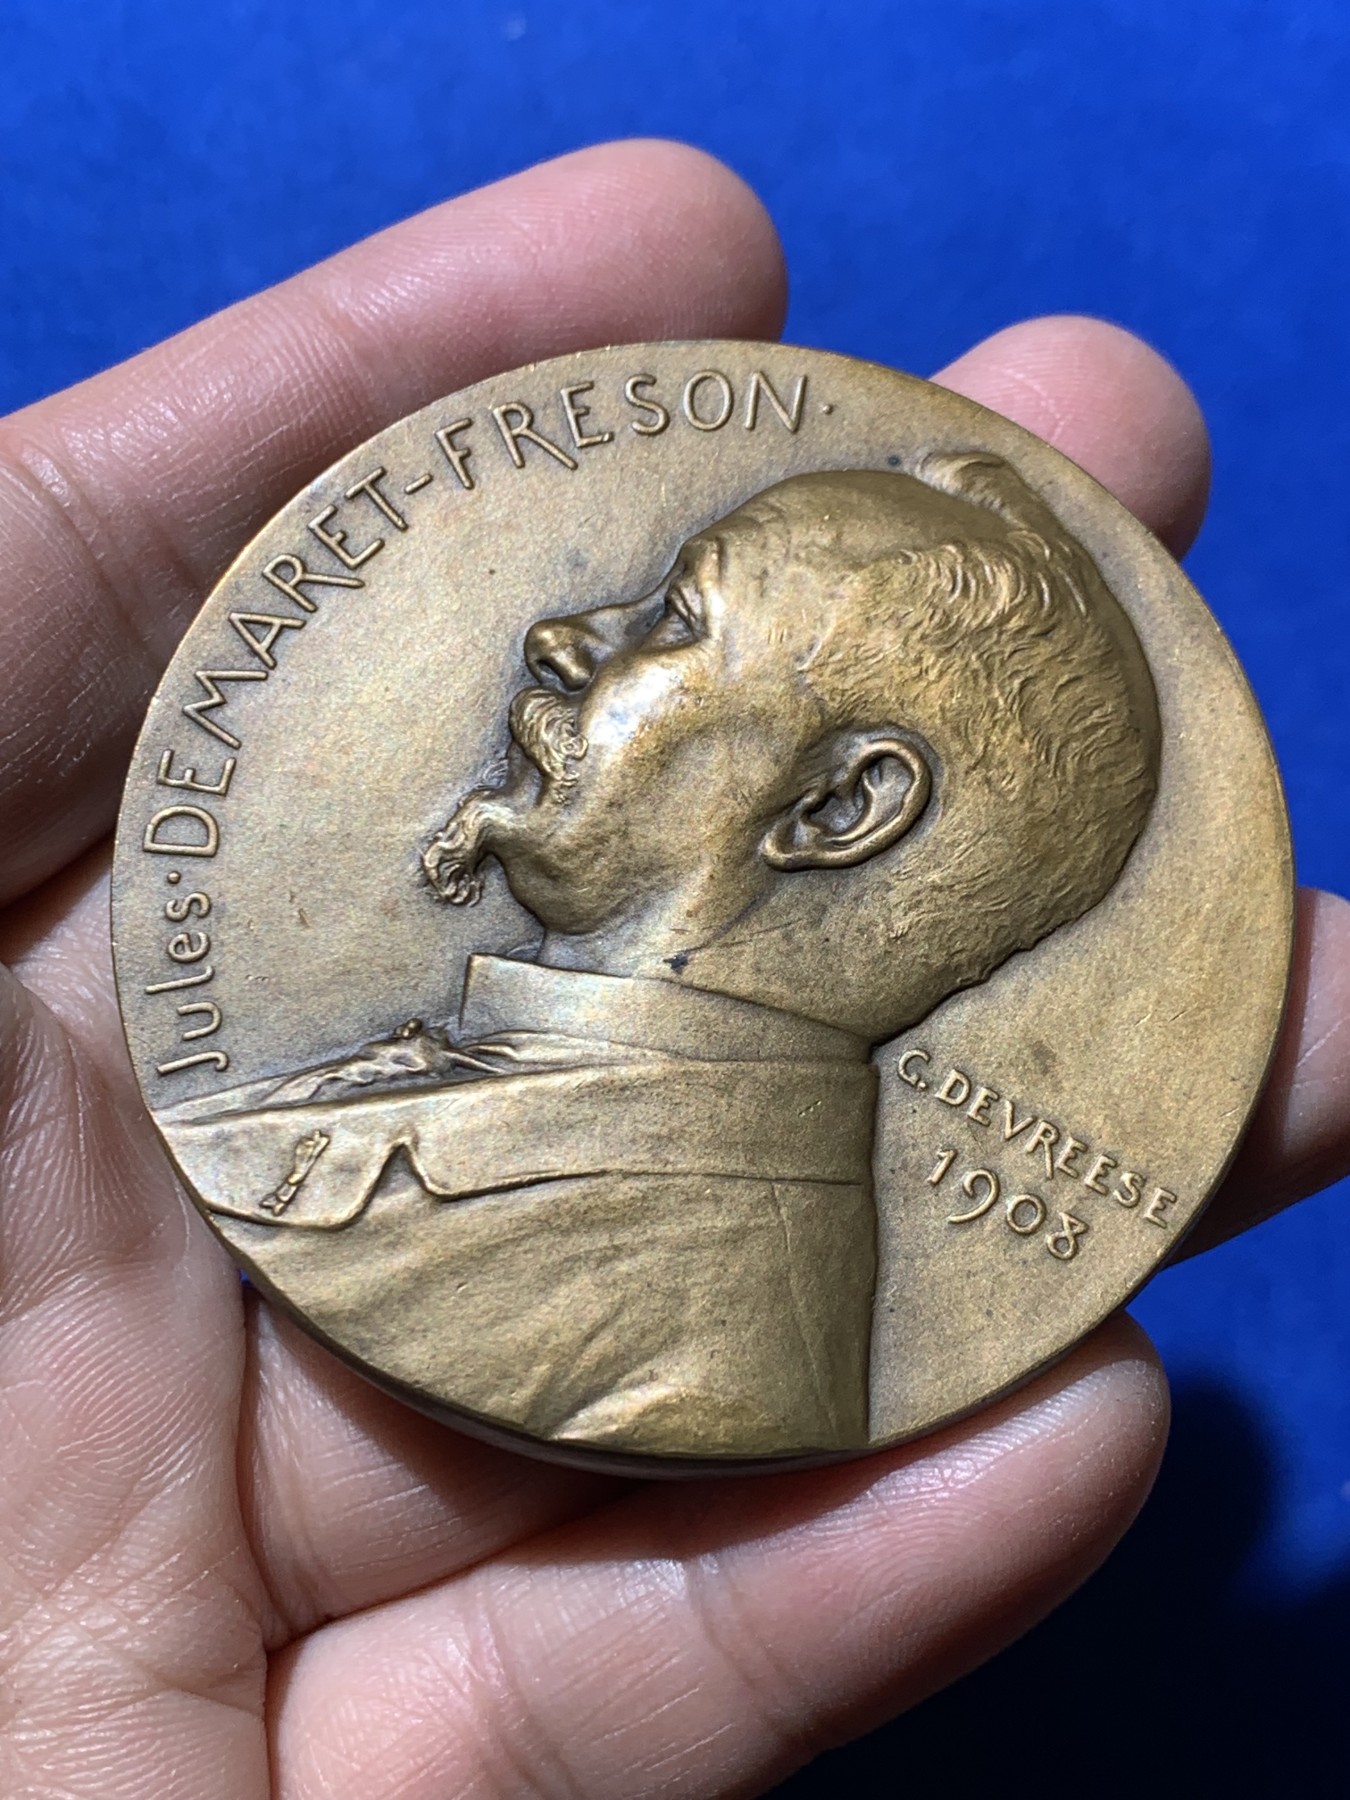 Jules·DEMARET-FRESON·
G. DEVREESE
1908